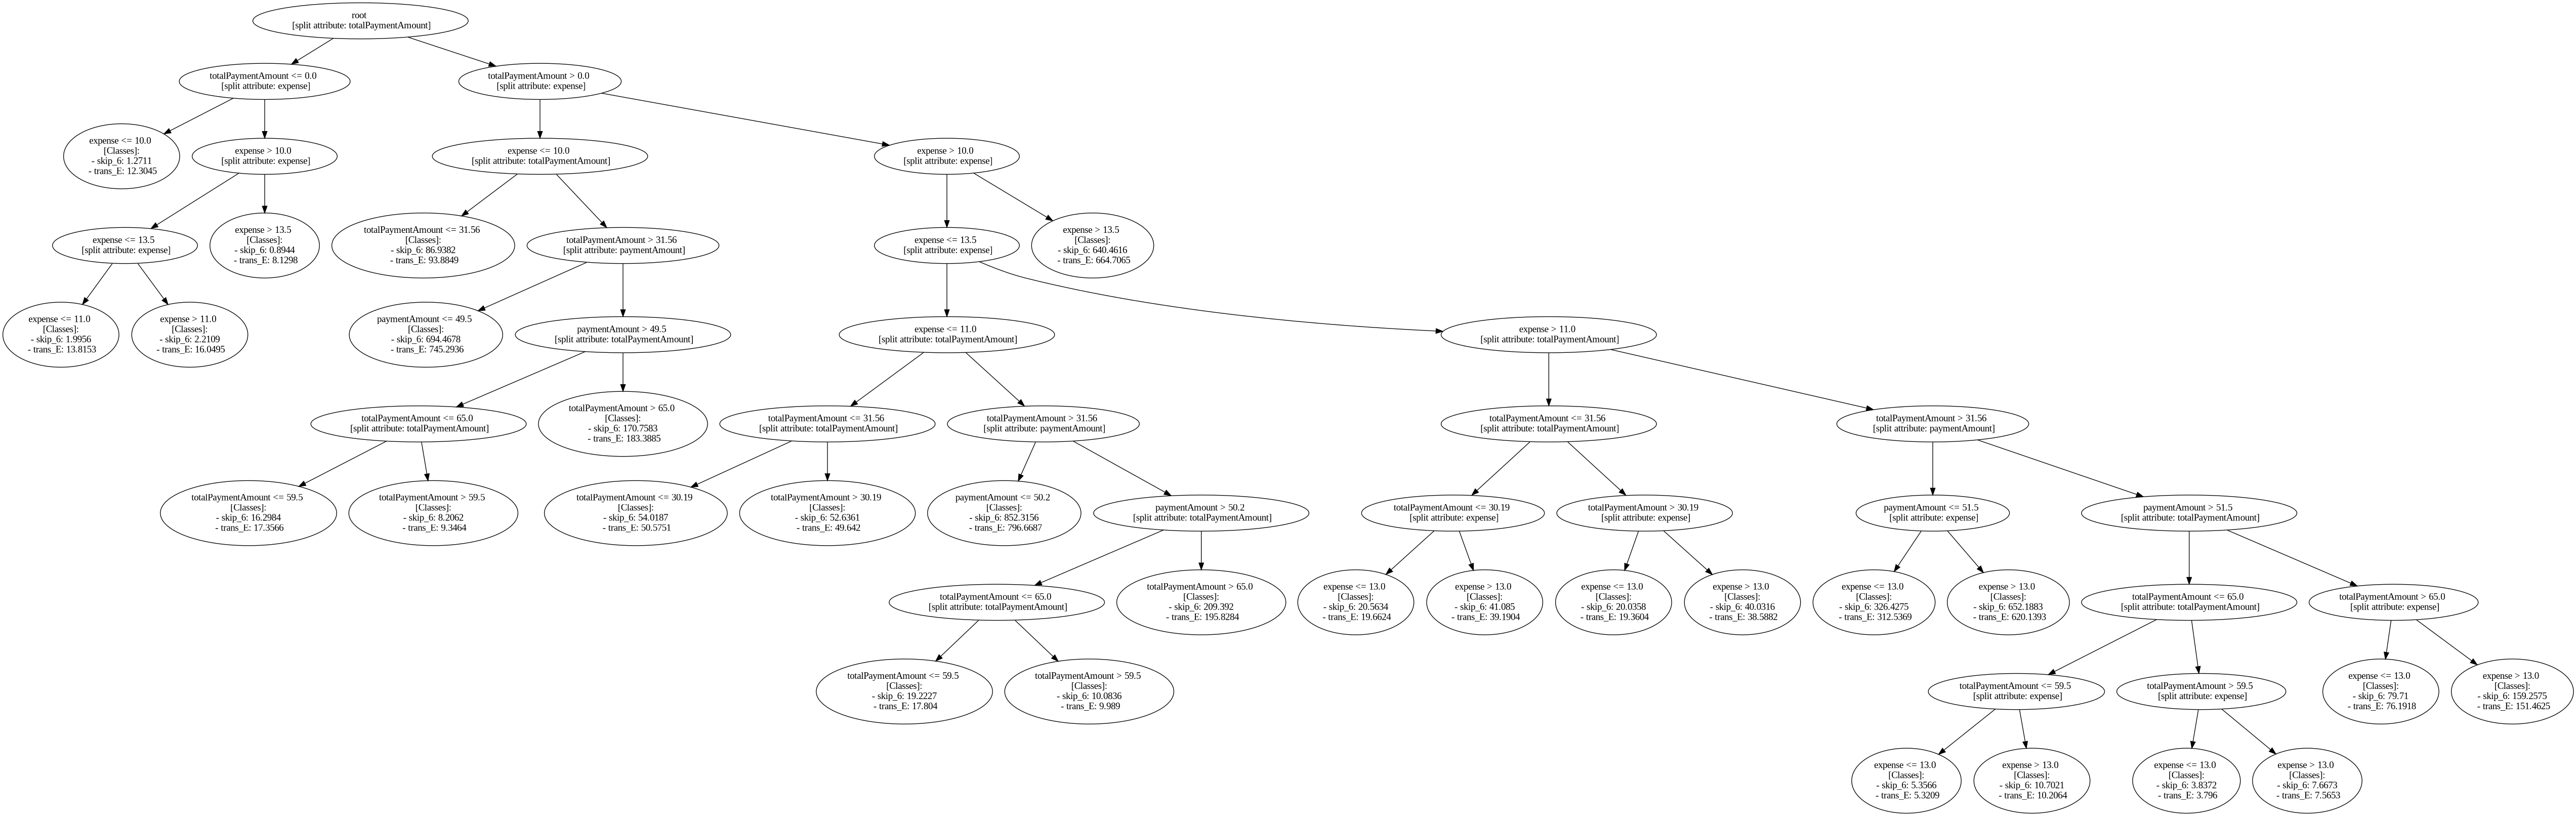 root
[split attribute: totalPaymentAmount]
totalPaymentAmount <= 0.0
[split attribute: expense]
totalPaymentAmount > 0.0
[split attribute: expense]
expense <= 10.0
[Classes]:
- skip_6: 1.2711
- trans_E: 12.3045
expense > 10.0
[split attribute: expense]
expense <= 10.0
[split attribute: totalPaymentAmount]
expense > 10.0
[split attribute: expense]
expense <= 13.5
[split attribute: expense]
expense > 13.5
[Classes]:
- skip_6: 0.8944
- trans_E: 8.1298
totalPaymentAmount <= 31.56
[Classes]:
- skip_6: 86.9382
- trans_E: 93.8849
totalPaymentAmount > 31.56
[split attribute: paymentAmount]
expense <= 13.5
[split attribute: expense]
expense > 13.5
[Classes]:
- skip_6: 640.4616
- trans_E: 664.7065
expense <= 11.0
[Classes]:
- skip_6: 1.9956
- trans_E: 13.8153
expense > 11.0
[Classes]:
- skip_6: 2.2109
- trans_E: 16.0495
paymentAmount <= 49.5
[Classes]:
- skip_6: 694.4678
- trans_E: 745.2936
paymentAmount > 49.5
[split attribute: totalPaymentAmount]
expense <= 11.0
[split attribute: totalPaymentAmount]
expense > 11.0
[split attribute: totalPaymentAmount]
totalPaymentAmount <= 65.0
[split attribute: totalPaymentAmount]
totalPaymentAmount > 65.0
[Classes]:
- skip_6: 170.7583
- trans_E: 183.3885
totalPaymentAmount <= 31.56
[split attribute: totalPaymentAmount]
totalPaymentAmount > 31.56
[split attribute: paymentAmount]
totalPaymentAmount <= 31.56
[split attribute: totalPaymentAmount]
totalPaymentAmount > 31.56
[split attribute: paymentAmount]
totalPaymentAmount <= 59.5
[Classes]:
- skip_6: 16.2984
- trans_E: 17.3566
totalPaymentAmount > 59.5
[Classes]:
- skip_6: 8.2062
- trans_E: 9.3464
totalPaymentAmount <= 30.19
[Classes]:
- skip_6: 54.0187
- trans_E: 50.5751
totalPaymentAmount > 30.19
[Classes]:
- skip_6: 52.6361
- trans_E: 49.642
paymentAmount <= 50.2
[Classes]:
- skip_6: 852.3156
- trans_E: 796.6687
paymentAmount > 50.2
[split attribute: totalPaymentAmount]
totalPaymentAmount <= 30.19
[split attribute: expense]
totalPaymentAmount > 30.19
[split attribute: expense]
paymentAmount <= 51.5
[split attribute: expense]
paymentAmount > 51.5
[split attribute: totalPaymentAmount]
totalPaymentAmount <= 65.0
[split attribute: totalPaymentAmount]
totalPaymentAmount > 65.0
[Classes]:
- skip_6: 209.392
- trans_E: 195.8284
expense <= 13.0
[Classes]:
- skip_6: 20.5634
- trans_E: 19.6624
expense > 13.0
[Classes]:
- skip_6: 41.085
- trans_E: 39.1904
expense <= 13.0
[Classes]:
- skip_6: 20.0358
- trans_E: 19.3604
expense > 13.0
[Classes]:
- skip_6: 40.0316
- trans_E: 38.5882
expense <= 13.0
[Classes]:
- skip_6: 326.4275
- trans_E: 312.5369
expense > 13.0
[Classes]:
- skip_6: 652.1883
- trans_E: 620.1393
totalPaymentAmount <= 65.0
[split attribute: totalPaymentAmount]
totalPaymentAmount > 65.0
[split attribute: expense]
totalPaymentAmount <= 59.5
[Classes]:
- skip_6: 19.2227
- trans_E: 17.804
totalPaymentAmount > 59.5
[Classes]:
- skip_6: 10.0836
- trans_E: 9.989
totalPaymentAmount <= 59.5
[split attribute: expense]
totalPaymentAmount > 59.5
[split attribute: expense]
expense <= 13.0
[Classes]:
- skip_6: 79.71
- trans_E: 76.1918
expense > 13.0
[Classes]:
- skip_6: 159.2575
- trans_E: 151.4625
expense <= 13.0
[Classes]:
- skip_6: 5.3566
- trans_E: 5.3209
expense > 13.0
[Classes]:
- skip_6: 10.7021
- trans_E: 10.2064
expense <= 13.0
[Classes]:
- skip_6: 3.8372
- trans_E: 3.796
expense > 13.0
[Classes]:
- skip_6: 7.6673
- trans_E: 7.5653